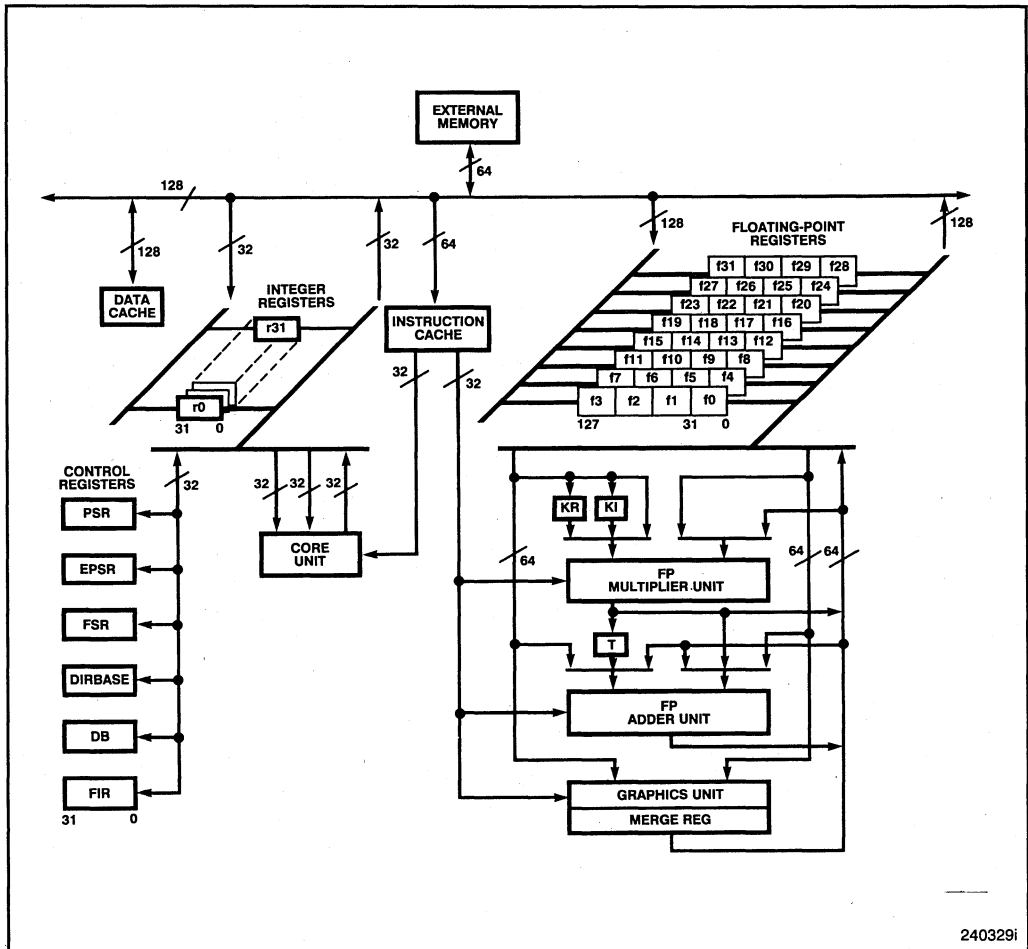 EXTERNAL
MEMORY
64
128
128
32
32
64
128
128
FLOATING-POINT
REGISTERS
DATA
CACHE
INTEGER
REGISTERS
r31
r0
31 0
INSTRUCTION
CACHE
32 32
f31 f30 f29 f28
f27 f26 f25 f24
f23 f22 f21 f20
f19 f18 f17 f16
f15 f14 f13 f12
f11 f10 f9 f8
f7 f6 f5 f4
f3 f2 f1 f0
127 31 0
CONTROL
REGISTERS
32
PSR
EPSR
FSR
DIRBASE
DB
FIR
31 0
32 32 32
CORE
UNIT
KR KI
64
64 64
FP
MULTIPLIER UNIT
T
FP
ADDER UNIT
GRAPHICS UNIT
MERGE REG
240329i